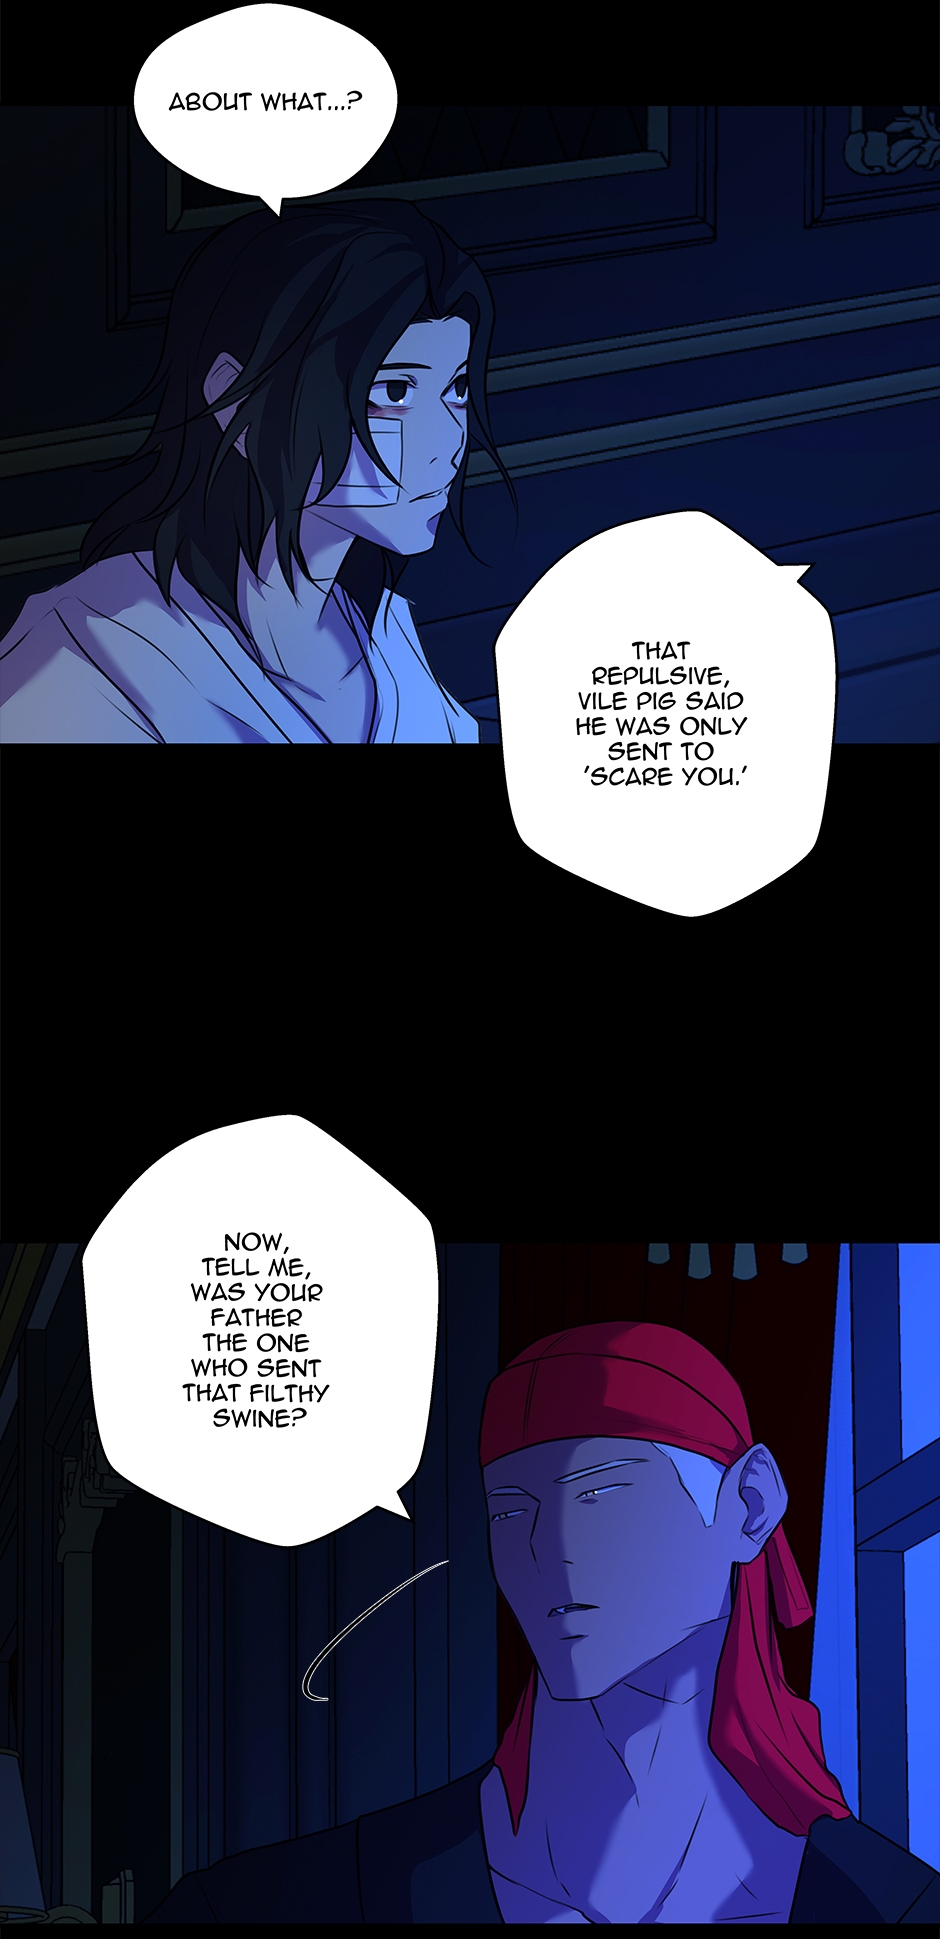 ABOUT WHAT...?
THAT
REPULSIVE,
VILE PIG SAID
HE WAS ONLY
SENT TO
'SCARE YOU.'
NOW,
TELL ME,
WAS YOUR
FATHER
THE ONE
WHO SENT
THAT FILTHY
SWINE?